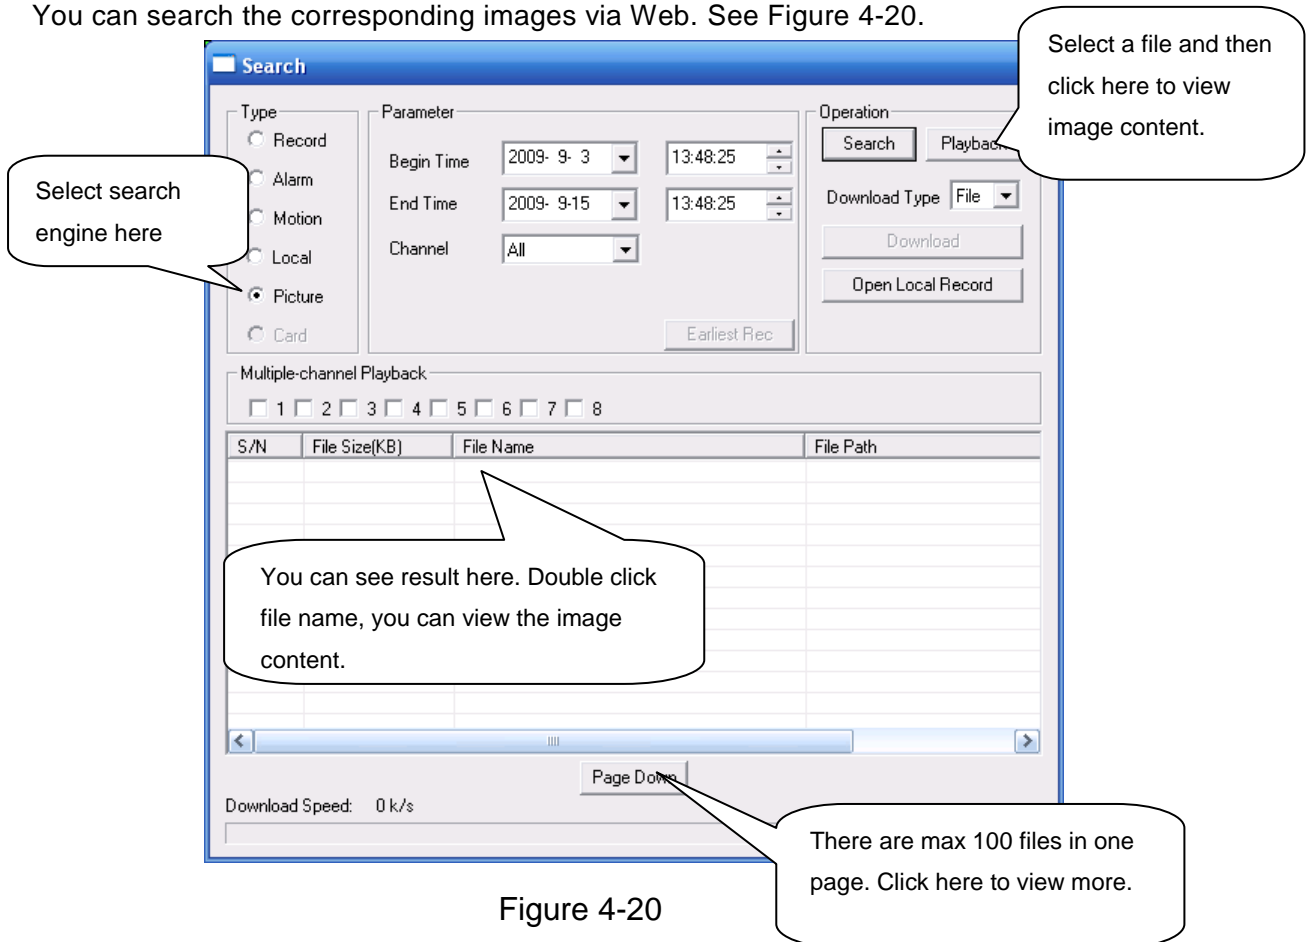 You can search the corresponding images via Web. See Figure 4-20.
Select a file and then
click here to view
image content.
Search
Type
Record
Alarm
Motion
Local
Picture
Card
Select search
engine here
Parameter
Begin Time 2009- 9- 3 13:48:25
End Time 2009- 9-15 13:48:25
Channel All
Earliest Rec
Operation
Search Playback
Download Type File
Download
Open Local Record
Multiple-channel Playback
1 2 3 4 5 6 7 8
S/N File Size(KB) File Name File Path
You can see result here. Double click
file name, you can view the image
content.
Page Down
Download Speed: 0 k/s
There are max 100 files in one
page. Click here to view more.
Figure 4-20